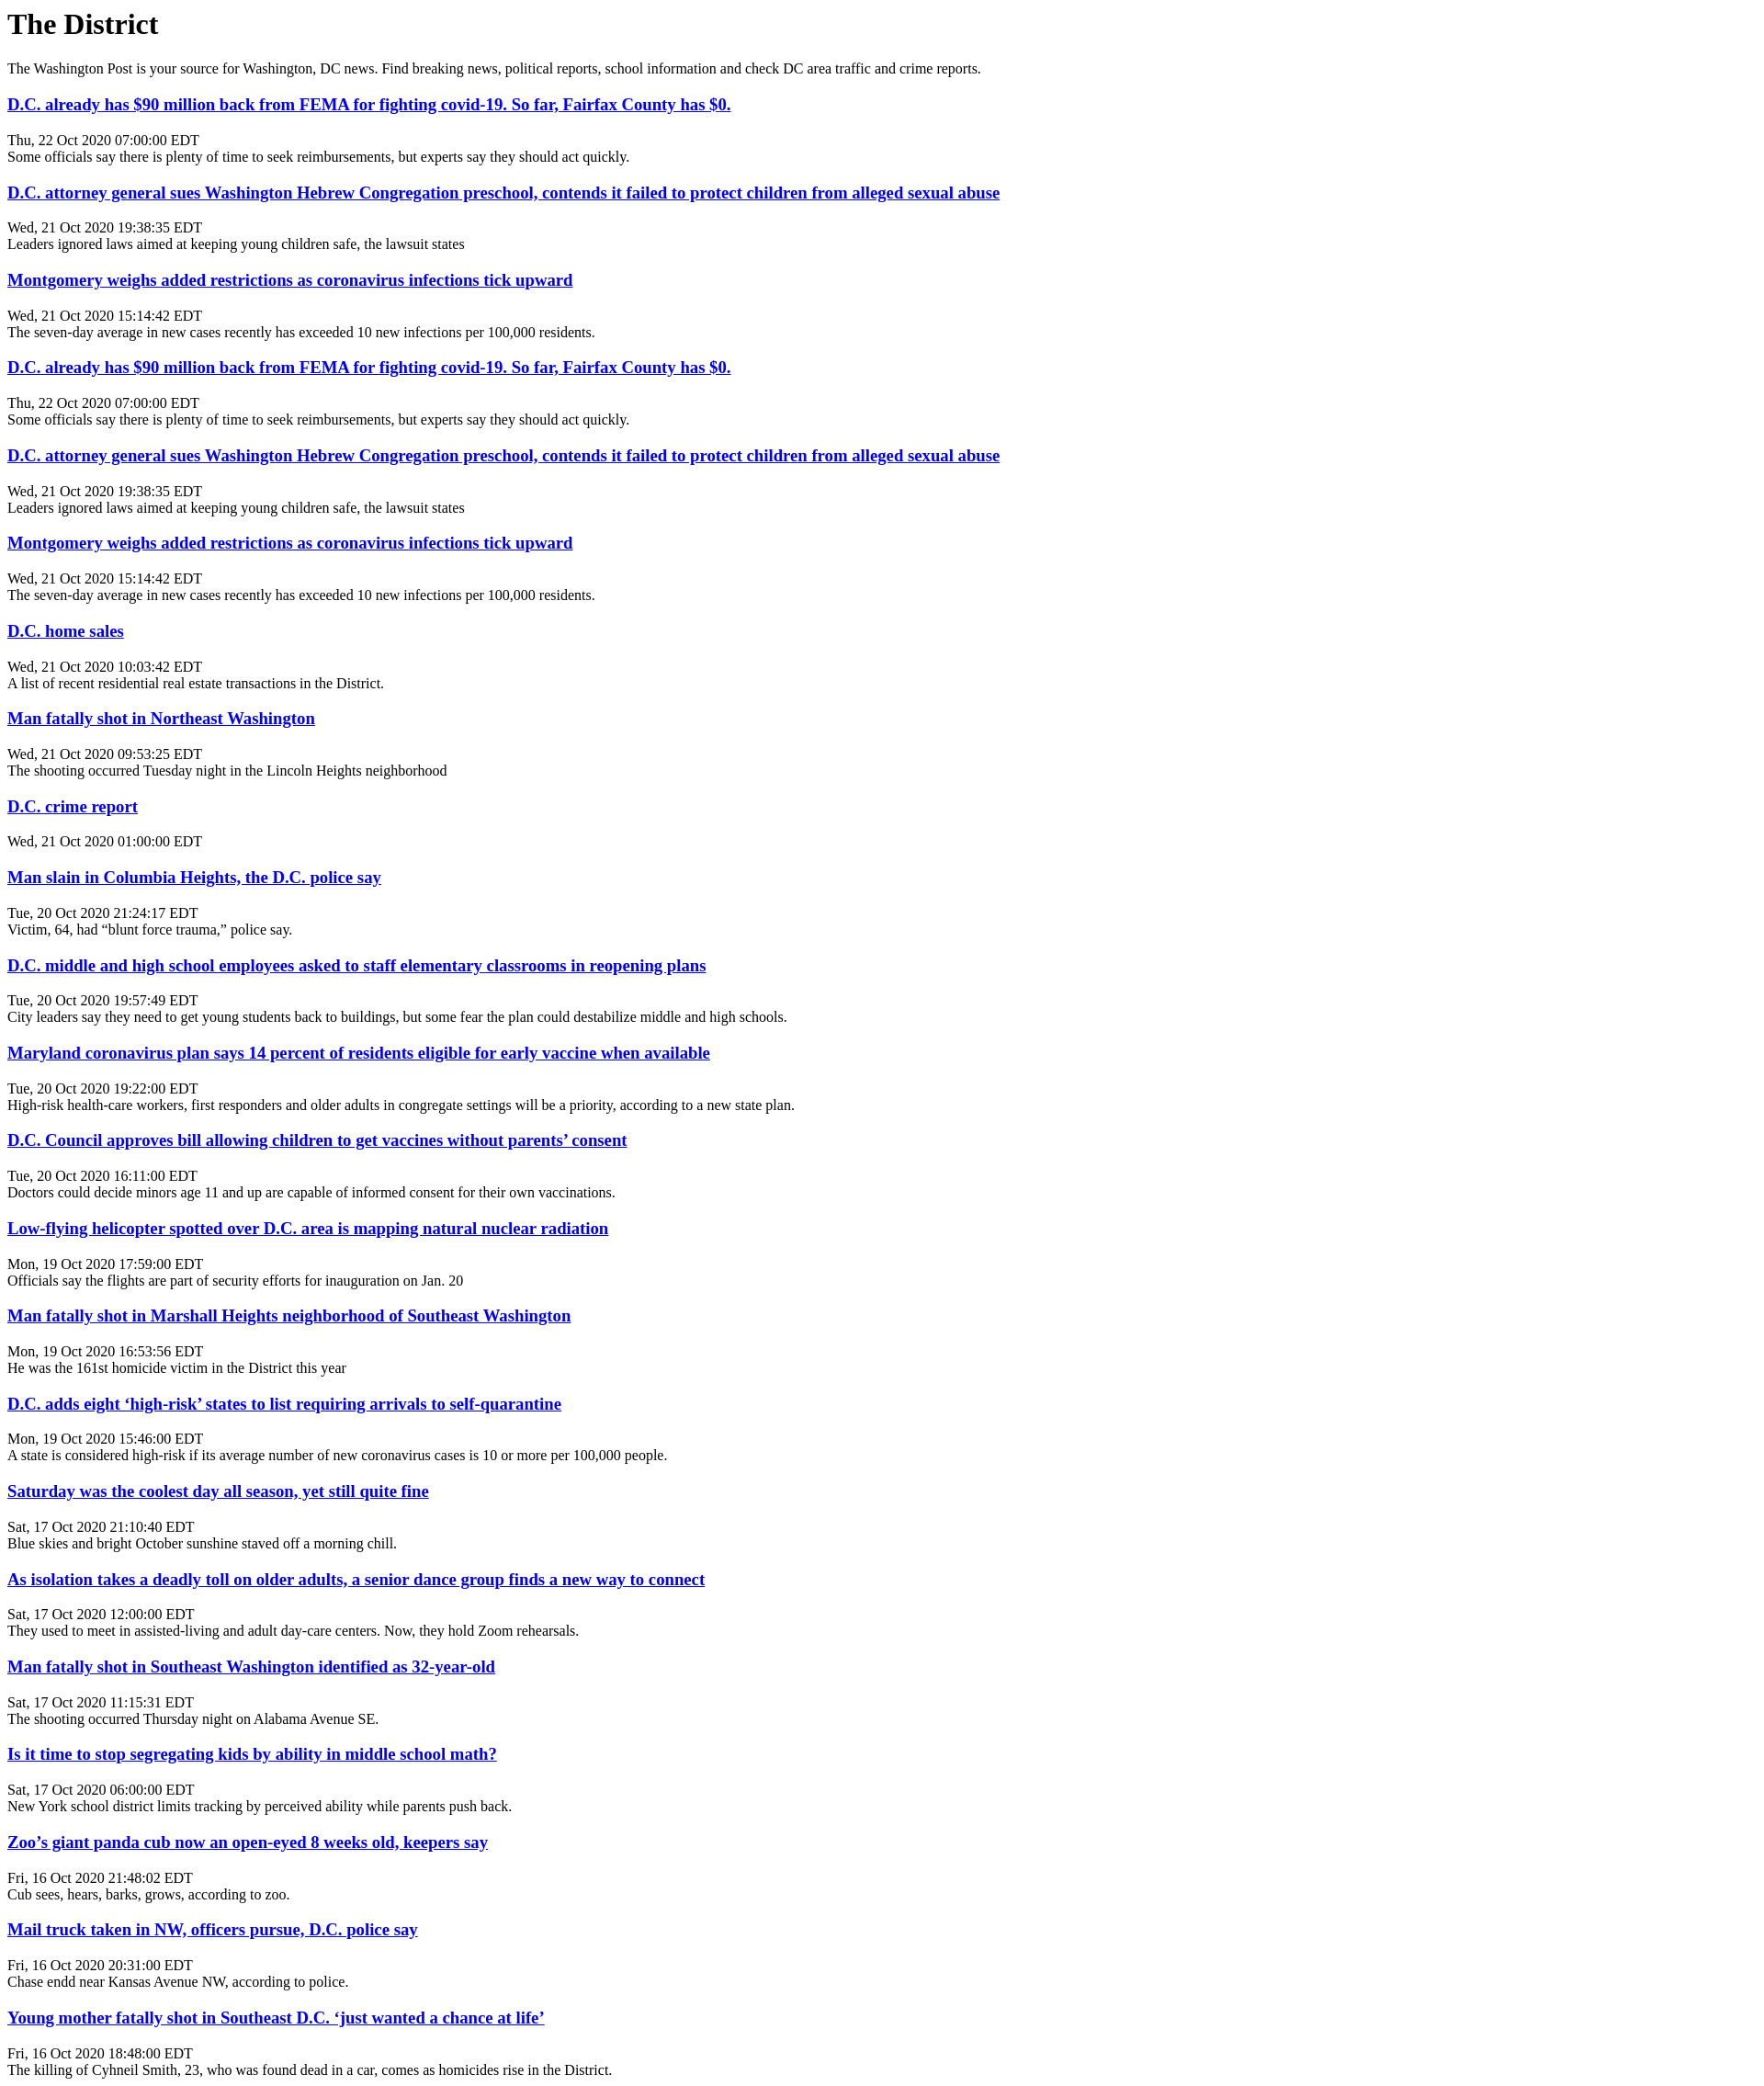 The District
The Washington Post is your source for Washington, DC news. Find breaking news, political reports, school information and check DC area traffic and crime reports.
D.C. already has $90 million back from FEMA for fighting covid-19. So far, Fairfax County has $0.
Thu, 22 Oct 2020 07:00:00 EDT
Some officials say there is plenty of time to seek reimbursements, but experts say they should act quickly.
D.C. attorney general sues Washington Hebrew Congregation preschool, contends it failed to protect children from alleged sexual abuse
Wed, 21 Oct 2020 19:38:35 EDT
Leaders ignored laws aimed at keeping young children safe, the lawsuit states
Montgomery weighs added restrictions as coronavirus infections tick upward
Wed, 21 Oct 2020 15:14:42 EDT
The seven-day average in new cases recently has exceeded 10 new infections per 100,000 residents.
D.C. already has $90 million back from FEMA for fighting covid-19. So far, Fairfax County has $0.
Thu, 22 Oct 2020 07:00:00 EDT
Some officials say there is plenty of time to seek reimbursements, but experts say they should act quickly.
D.C. attorney general sues Washington Hebrew Congregation preschool, contends it failed to protect children from alleged sexual abuse
Wed, 21 Oct 2020 19:38:35 EDT
Leaders ignored laws aimed at keeping young children safe, the lawsuit states
Montgomery weighs added restrictions as coronavirus infections tick upward
Wed, 21 Oct 2020 15:14:42 EDT
The seven-day average in new cases recently has exceeded 10 new infections per 100,000 residents.
D.C. home sales
Wed, 21 Oct 2020 10:03:42 EDT
A list of recent residential real estate transactions in the District.
Man fatally shot in Northeast Washington
Wed, 21 Oct 2020 09:53:25 EDT
The shooting occurred Tuesday night in the Lincoln Heights neighborhood
D.C. crime report
Wed, 21 Oct 2020 01:00:00 EDT
Man slain in Columbia Heights, the D.C. police say
Tue, 20 Oct 2020 21:24:17 EDT
Victim, 64, had “blunt force trauma,” police say.
D.C. middle and high school employees asked to staff elementary classrooms in reopening plans
Tue, 20 Oct 2020 19:57:49 EDT
City leaders say they need to get young students back to buildings, but some fear the plan could destabilize middle and high schools.
Maryland coronavirus plan says 14 percent of residents eligible for early vaccine when available
Tue, 20 Oct 2020 19:22:00 EDT
High-risk health-care workers, first responders and older adults in congregate settings will be a priority, according to a new state plan.
D.C. Council approves bill allowing children to get vaccines without parents’ consent
Tue, 20 Oct 2020 16:11:00 EDT
Doctors could decide minors age 11 and up are capable of informed consent for their own vaccinations.
Low-flying helicopter spotted over D.C. area is mapping natural nuclear radiation
Mon, 19 Oct 2020 17:59:00 EDT
Officials say the flights are part of security efforts for inauguration on Jan. 20
Man fatally shot in Marshall Heights neighborhood of Southeast Washington
Mon, 19 Oct 2020 16:53:56 EDT
He was the 161st homicide victim in the District this year
D.C. adds eight ‘high-risk’ states to list requiring arrivals to self-quarantine
Mon, 19 Oct 2020 15:46:00 EDT
A state is considered high-risk if its average number of new coronavirus cases is 10 or more per 100,000 people.
Saturday was the coolest day all season, yet still quite fine
Sat, 17 Oct 2020 21:10:40 EDT
Blue skies and bright October sunshine staved off a morning chill.
As isolation takes a deadly toll on older adults, a senior dance group finds a new way to connect
Sat, 17 Oct 2020 12:00:00 EDT
They used to meet in assisted-living and adult day-care centers. Now, they hold Zoom rehearsals.
Man fatally shot in Southeast Washington identified as 32-year-old
Sat, 17 Oct 2020 11:15:31 EDT
The shooting occurred Thursday night on Alabama Avenue SE.
Is it time to stop segregating kids by ability in middle school math?
Sat, 17 Oct 2020 06:00:00 EDT
New York school district limits tracking by perceived ability while parents push back.
Zoo’s giant panda cub now an open-eyed 8 weeks old, keepers say
Fri, 16 Oct 2020 21:48:02 EDT
Cub sees, hears, barks, grows, according to zoo.
Mail truck taken in NW, officers pursue, D.C. police say
Fri, 16 Oct 2020 20:31:00 EDT
Chase endd near Kansas Avenue NW, according to police.
Young mother fatally shot in Southeast D.C. ‘just wanted a chance at life’
Fri, 16 Oct 2020 18:48:00 EDT
The killing of Cyhneil Smith, 23, who was found dead in a car, comes as homicides rise in the District.